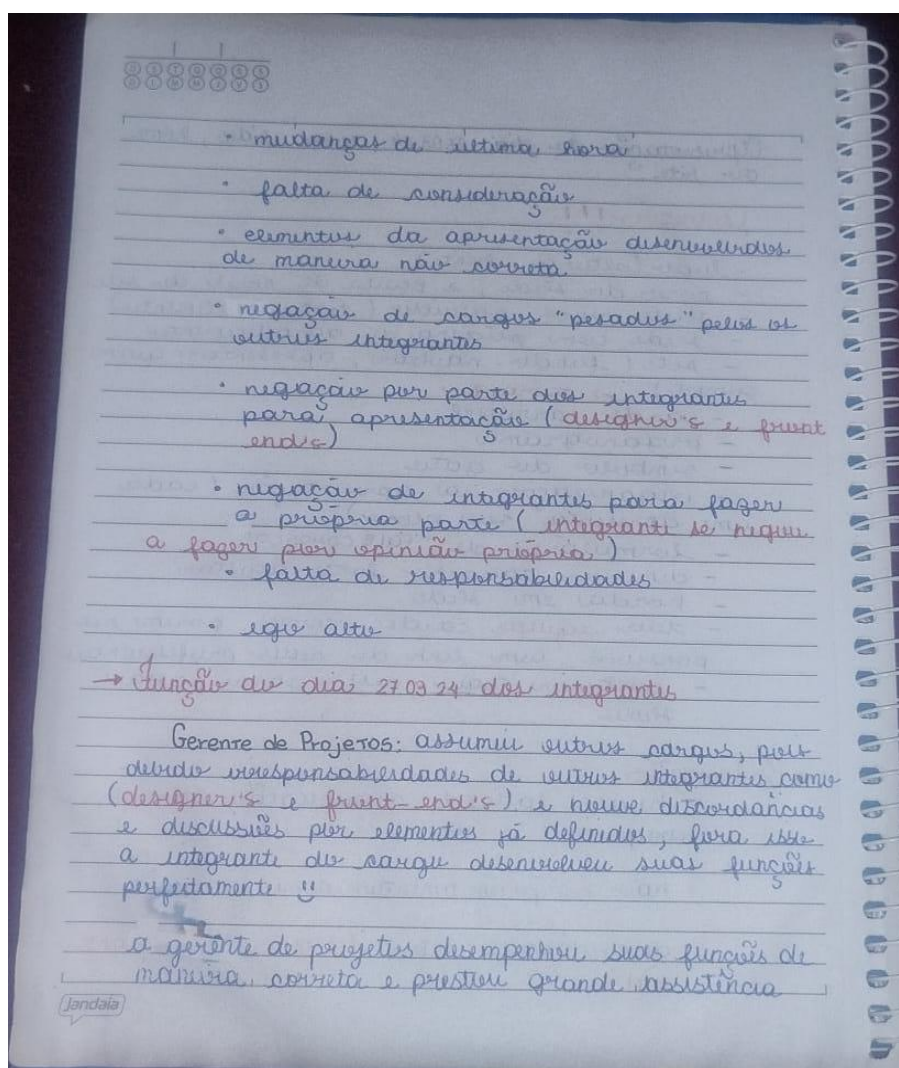 D S T Q Q S S
D L M M J V S
• mudanças de última hora
• falta de consideração
• elementos da apresentação desenvolvidos
de maneira não correta.
• negação de cargos "pesados" pelos os
outros integrantes
• negação por parte dos integrantes
para apresentação (designer's e front
end's)
• negação de integrantes para fazer
a própria parte (integrante se negou
a fazer por opinião própria)
• falta de responsabilidades
• ego alto
→ Função do dia 27 09 24 dos integrantes
Gerente de Projetos: assumiu outros cargos, pois
debido irresponsabilidades de outros integrantes como
(designer's e front-end's) e houve discordâncias
e discussões por elementos já definidos, fora isso
a integrante do cargo desenvolveu suas funções
perfeitamente
a gerente de projetos desempenhou suas funções de
maneira correta e prestou grande assistência
Jandaia